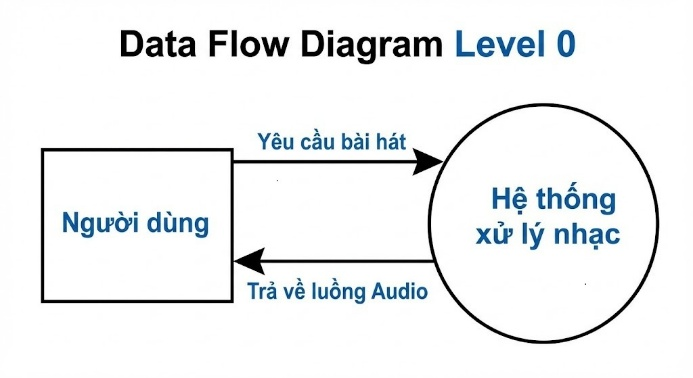 Data Flow Diagram Level 0
Yêu cầu bài hát
Người dùng
Hệ thống
xử lý nhạc
Trả về luồng Audio